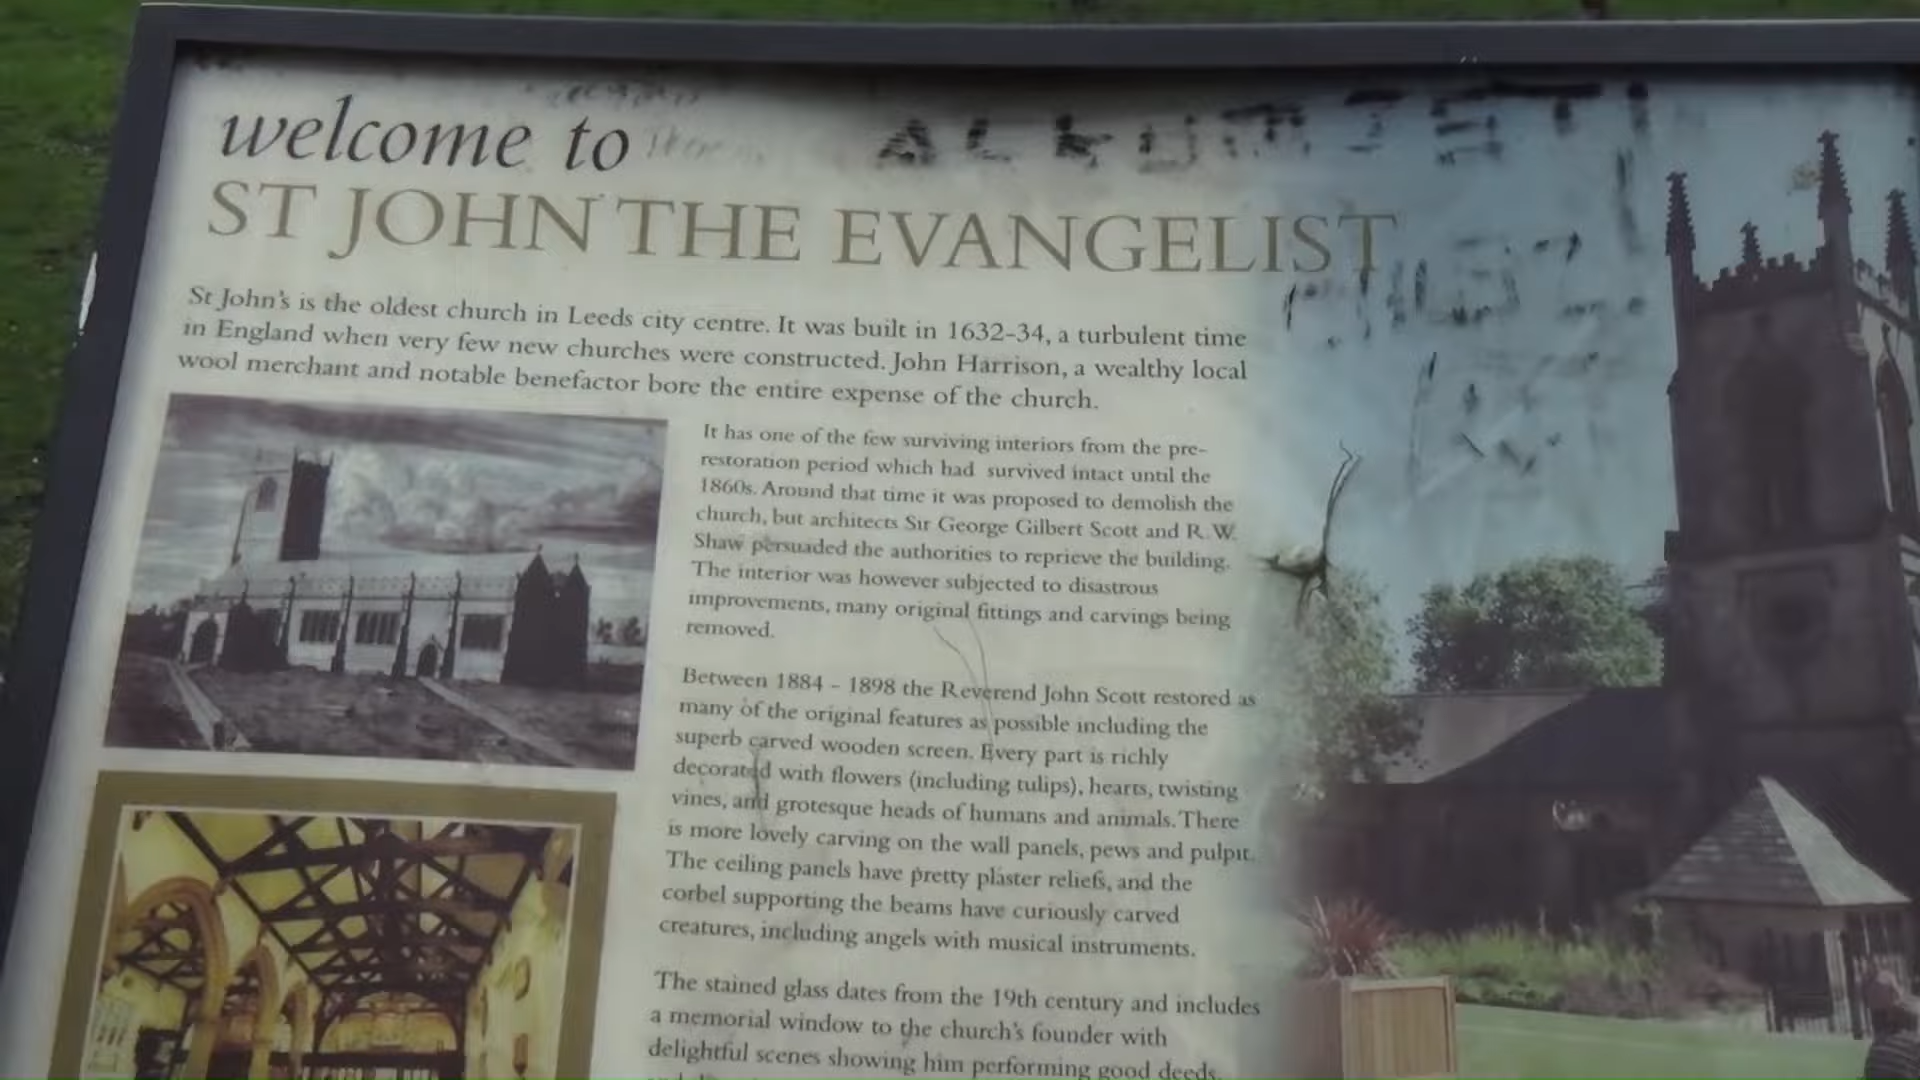 welcome to
ST JOHN THE EVANGELIST
St John's is the oldest church in Leeds city centre. It was built in 1632-34, a turbulent time
in England when very few new churches were constructed. John Harrison, a wealthy local
wool merchant and notable benefactor bore the entire expense of the church.
It has one of the few surviving interiors from the pre-
restoration period which had survived intact until the
1860s. Around that time it was proposed to demolish the
church, but architects Sir George Gilbert Scott and R. W.
Shaw persuaded the authorities to reprieve the building.
The interior was however subjected to disastrous
improvements, many original fittings and carvings being
removed.
Between 1884 - 1898 the Reverend John Scott restored as
many of the original features as possible including the
superb carved wooden screen. Every part is richly
decorated with flowers (including tulips), hearts, twisting
vines, and grotesque heads of humans and animals. There
is more lovely carving on the wall panels, pews and pulpit.
The ceiling panels have pretty plaster reliefs, and the
corbel supporting the beams have curiously carved
creatures, including angels with musical instruments.
The stained glass dates from the 19th century and includes
a memorial window to the church's founder with
delightful scenes showing him performing good deeds,